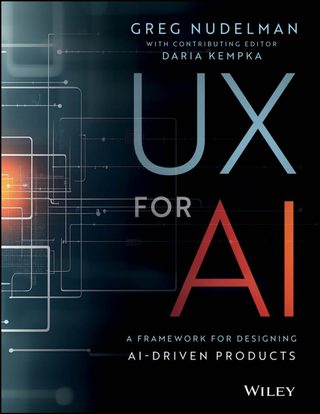 GREG NUDELMAN
WITH CONTRIBUTING EDITOR
DARIA KEMPKA
UX
FOR
AI
A FRAMEWORK FOR DESIGNING
AI-DRIVEN PRODUCTS
WILEY